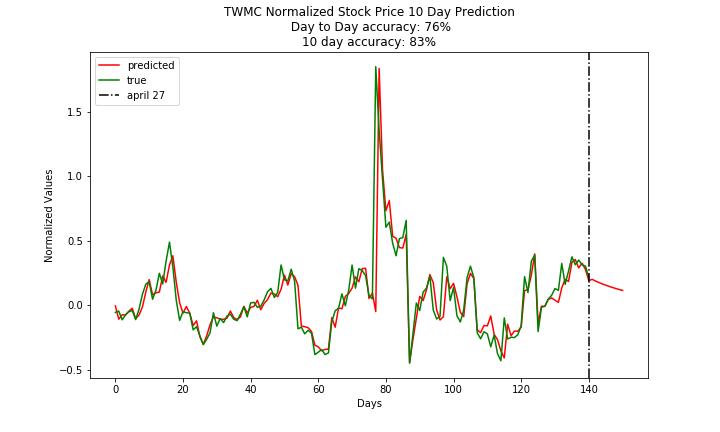 TWMC Normalized Stock Price 10 Day Prediction
Day to Day accuracy: 76%
10 day accuracy: 83%
predicted
true
april 27
1.5
1.0
0.5
0.0
−0.5
Normalized Values
0 20 40 60 80 100 120 140
Days